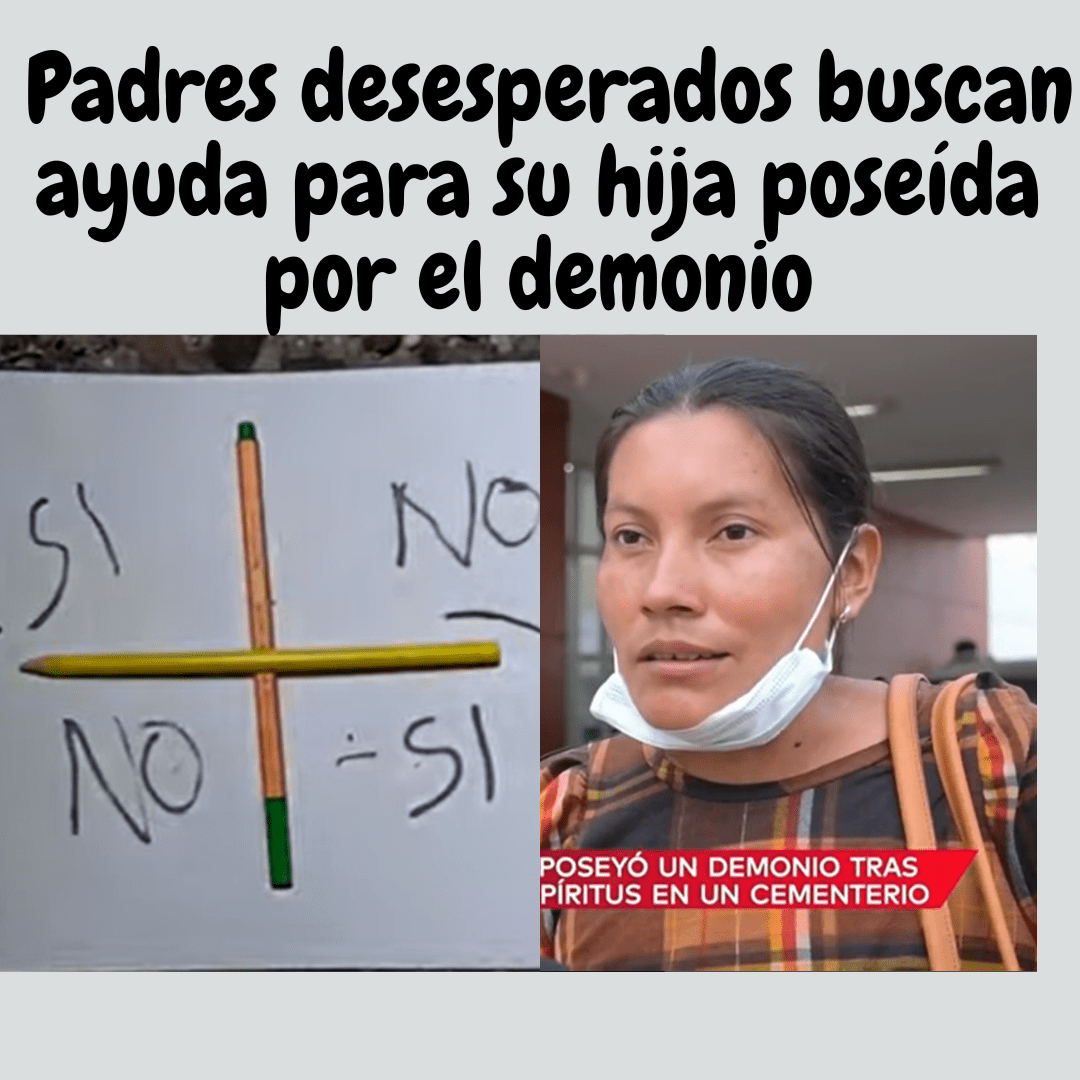 Padres desesperados buscan
ayuda para su hija poseída
por el demonio
SI
NO
NO
÷ SI
POSEYÓ UN DEMONIO TRAS
PÍRITUS EN UN CEMENTERIO